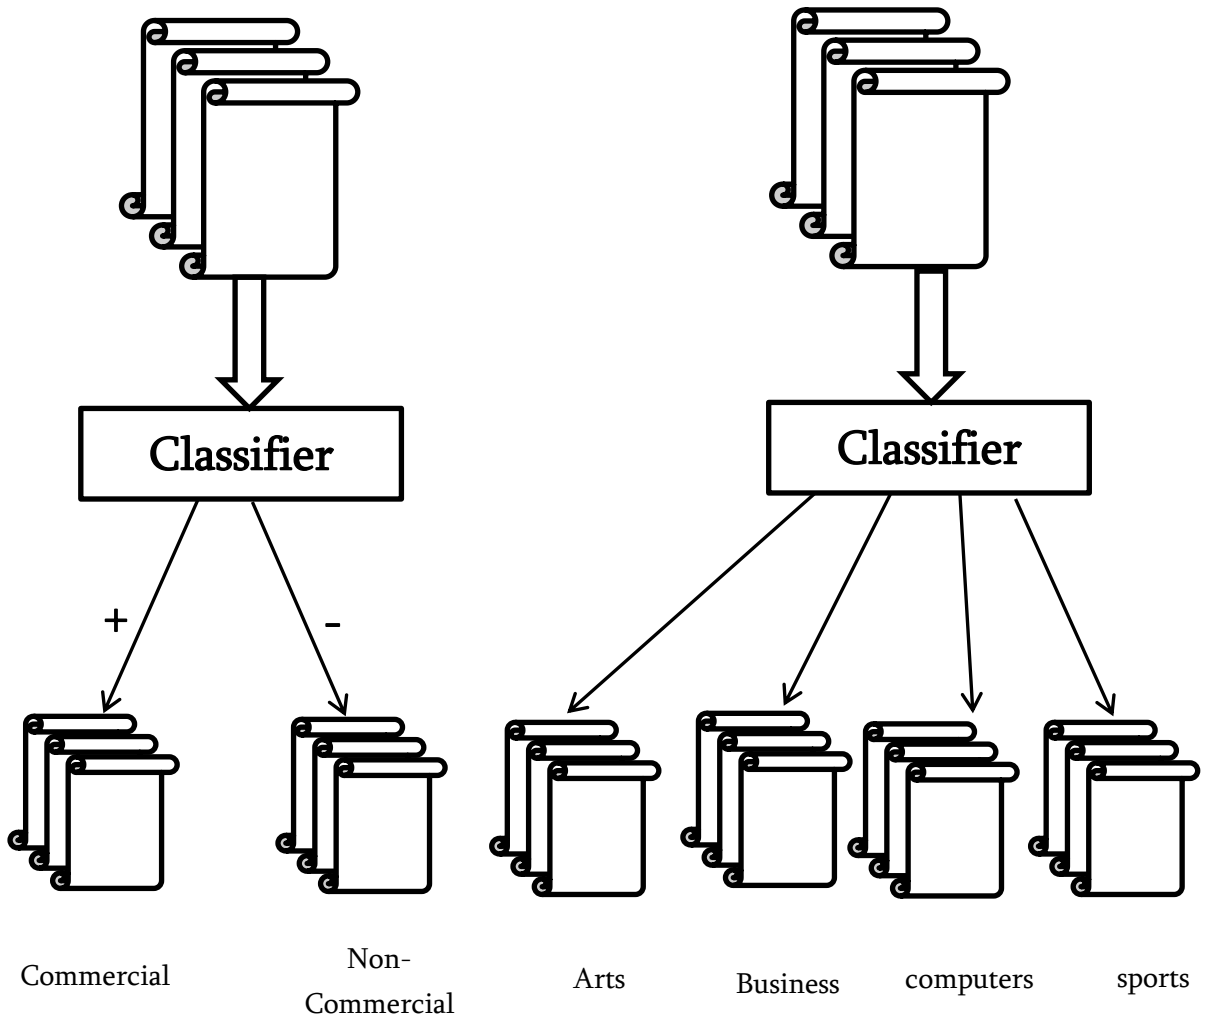 Classifier
Classifier
+
-
Commercial
Non-
Commercial
Arts
Business
computers
sports